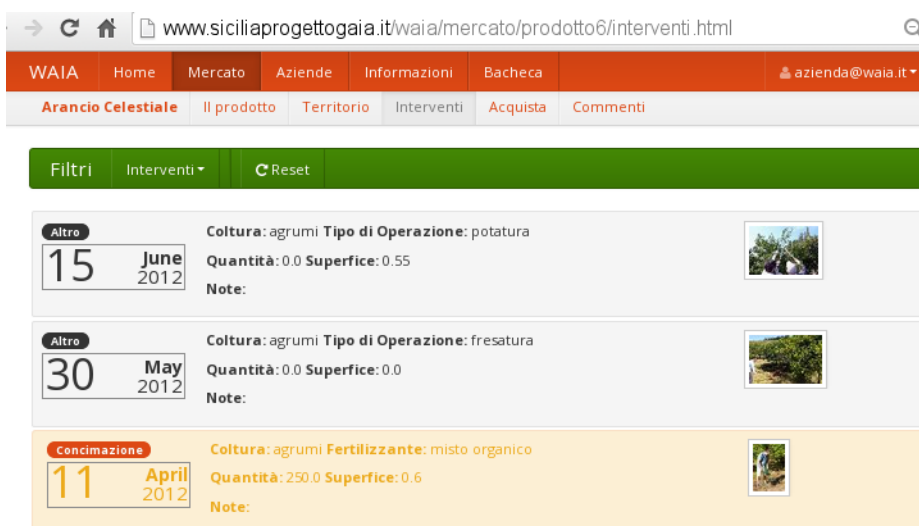 www.siciliaprogettogaia.it/waia/mercato/prodotto6/interventi.html
WAIA Home Mercato Aziende Informazioni Bacheca azienda@waia.it
Arancio Celestiale Il prodotto Territorio Interventi Acquista Commenti
Filtri Interventi Reset
Altro
15 June 2012
Coltura: agrumi Tipo di Operazione: potatura
Quantità: 0.0 Superfice: 0.55
Note:
Altro
30 May 2012
Coltura: agrumi Tipo di Operazione: fresatura
Quantità: 0.0 Superfice: 0.0
Note:
Concimazione
11 April 2012
Coltura: agrumi Fertilizzante: misto organico
Quantità: 250.0 Superfice: 0.6
Note: